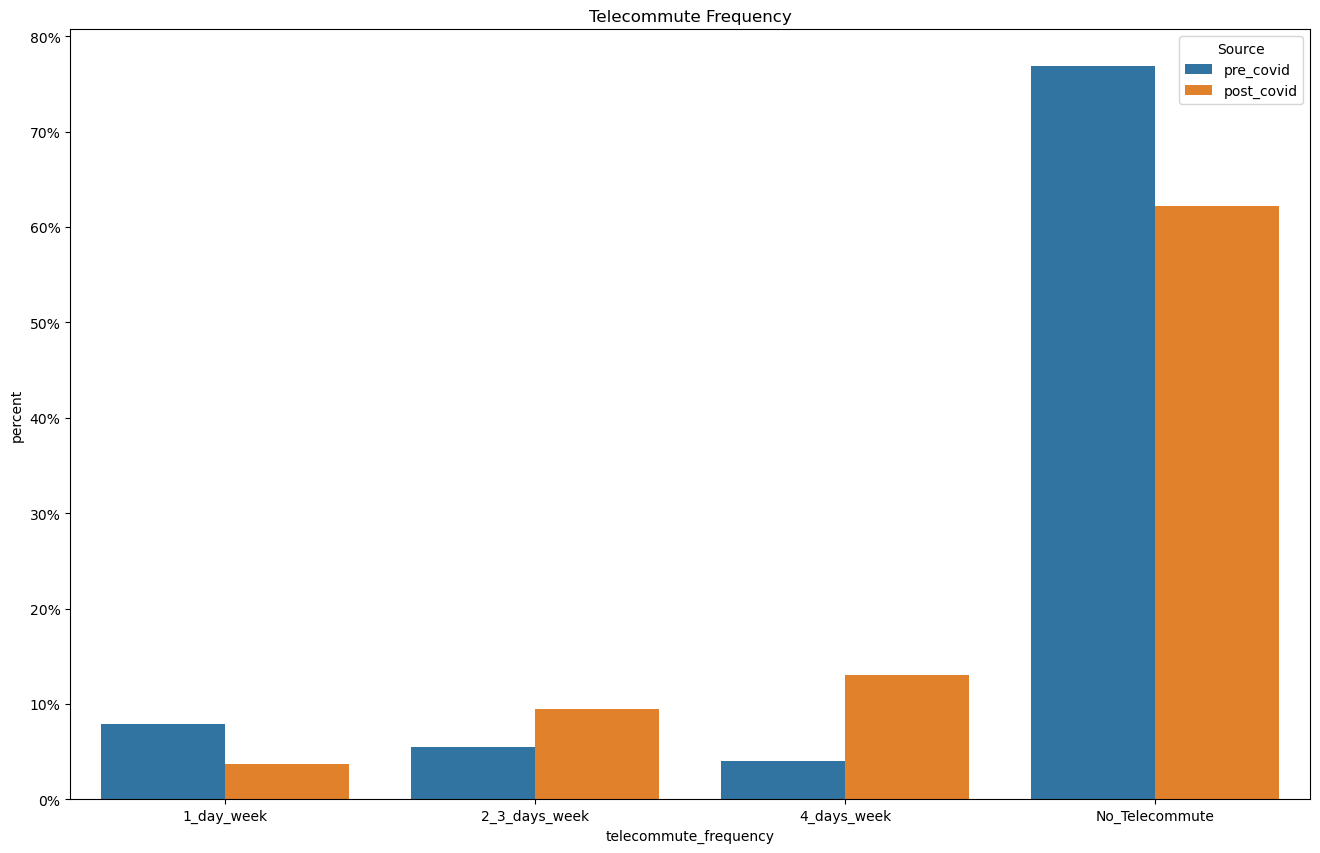 Telecommute Frequency
80%
70%
60%
50%
40%
30%
20%
10%
0%
percent
Source
pre_covid
post_covid
1_day_week
2_3_days_week
4_days_week
No_Telecommute
telecommute_frequency